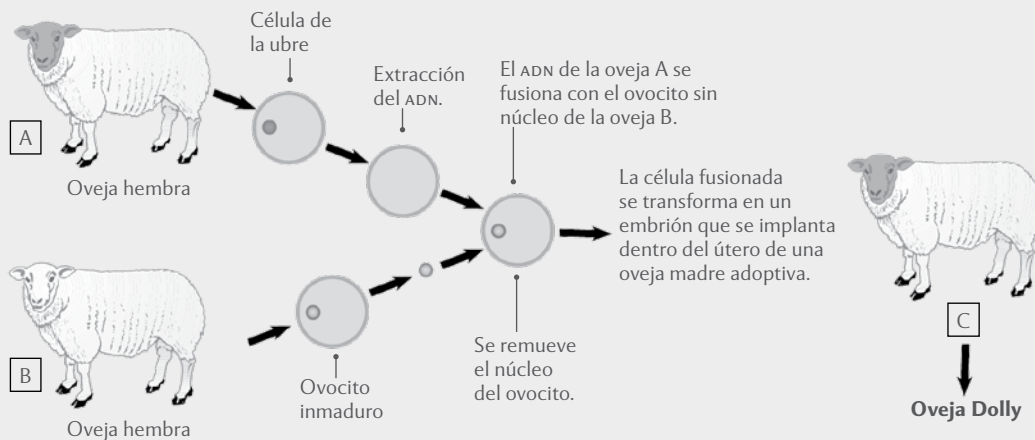 Célula de
la ubre
Extracción
del ADN.
El ADN de la oveja A se
fusiona con el ovocito sin
núcleo de la oveja B.
A
Oveja hembra
La célula fusionada
se transforma en un
embrión que se implanta
dentro del útero de una
oveja madre adoptiva.
B
Oveja hembra
Ovocito
inmaduro
Se remueve
el núcleo
del ovocito.
C
Oveja Dolly